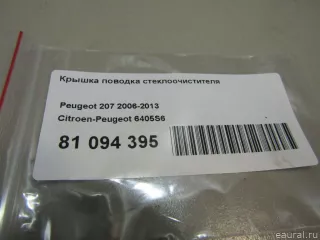 Крышка поводка стеклоочистителя
Peugeot 207 2006-2013
Citroen-Peugeot 6405S6
81 094 395
eaural.ru